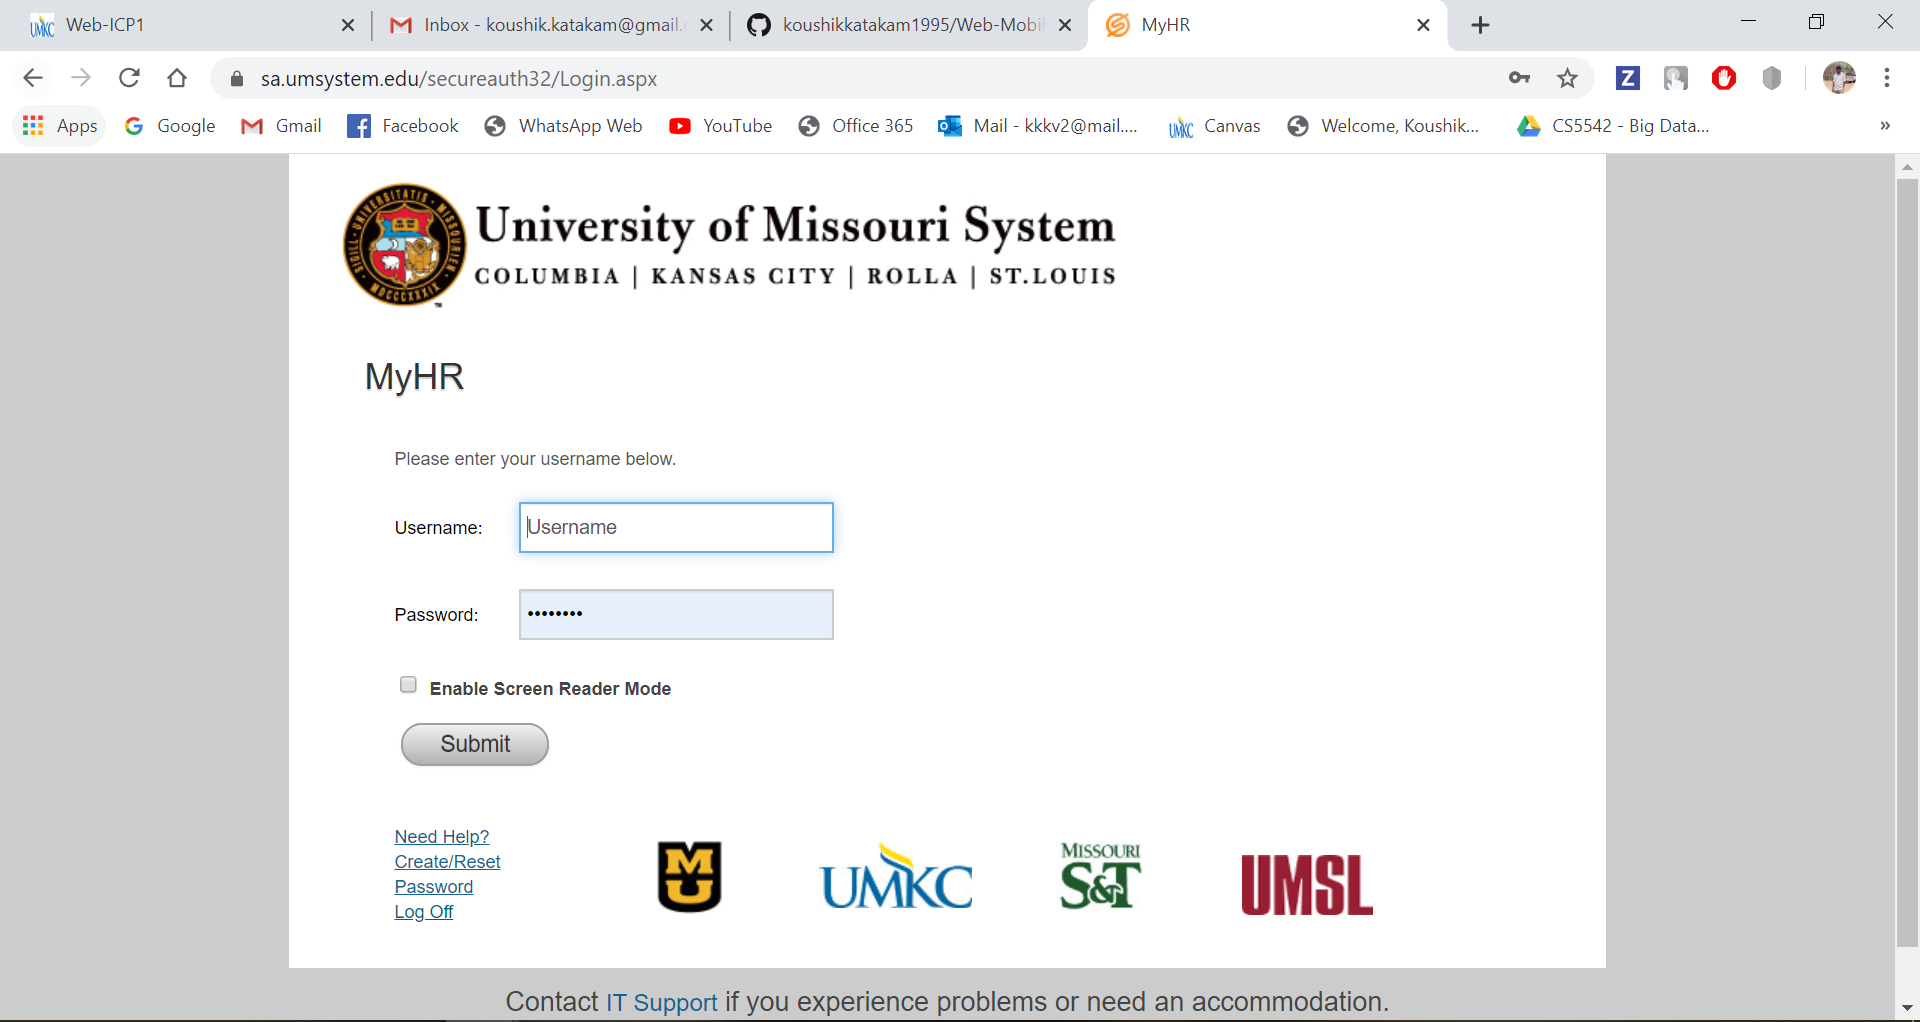 Web-ICP1
Inbox - koushik.katakam@gmail.
koushikkatakam1995/Web-Mobil
MyHR
sa.umsystem.edu/secureauth32/Login.aspx
Z
Apps
Google
Gmail
Facebook
WhatsApp Web
YouTube
Office 365
Mail - kkkv2@mail....
UMKC
Canvas
Welcome, Koushik...
CS5542 - Big Data...
»
University of Missouri System
COLUMBIA | KANSAS CITY | ROLLA | ST.LOUIS
MyHR
Please enter your username below.
Username:
Username
Password:
••••••••
Enable Screen Reader Mode
Submit
Need Help?
Create/Reset
Password
Log Off
MU
UMKC
MISSOURI
S&T
UMSL
Contact IT Support if you experience problems or need an accommodation.